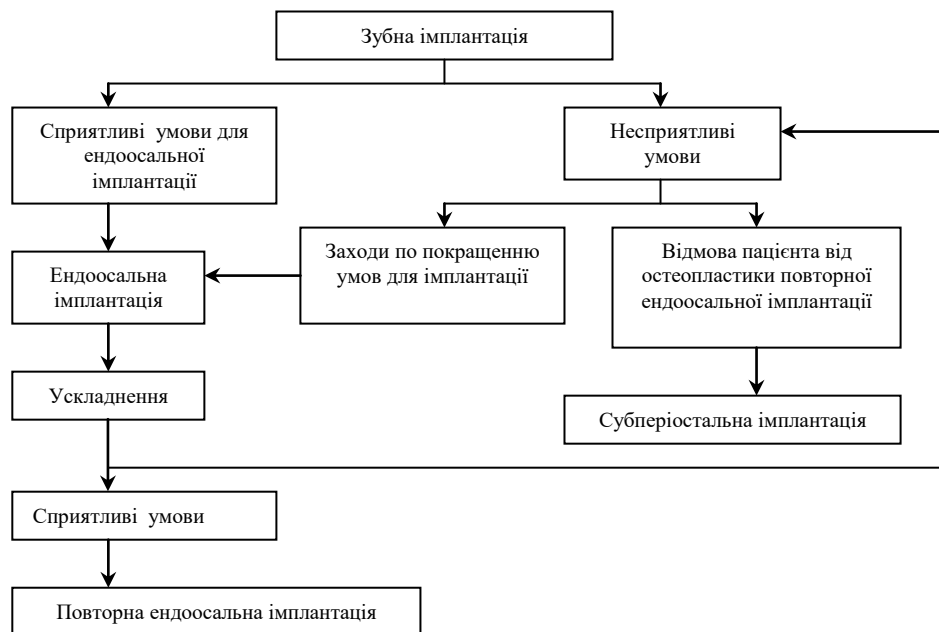 Зубна імплантація
Сприятливі умови для
ендоосальної
імплантації
Несприятливі
умови
Ендоосальна
імплантація
Заходи по покращенню
умов для імплантації
Відмова пацієнта від
остеопластики повторної
ендоосальної імплантації
Ускладнення
Субперіостальна імплантація
Сприятливі умови
Повторна ендоосальна імплантація